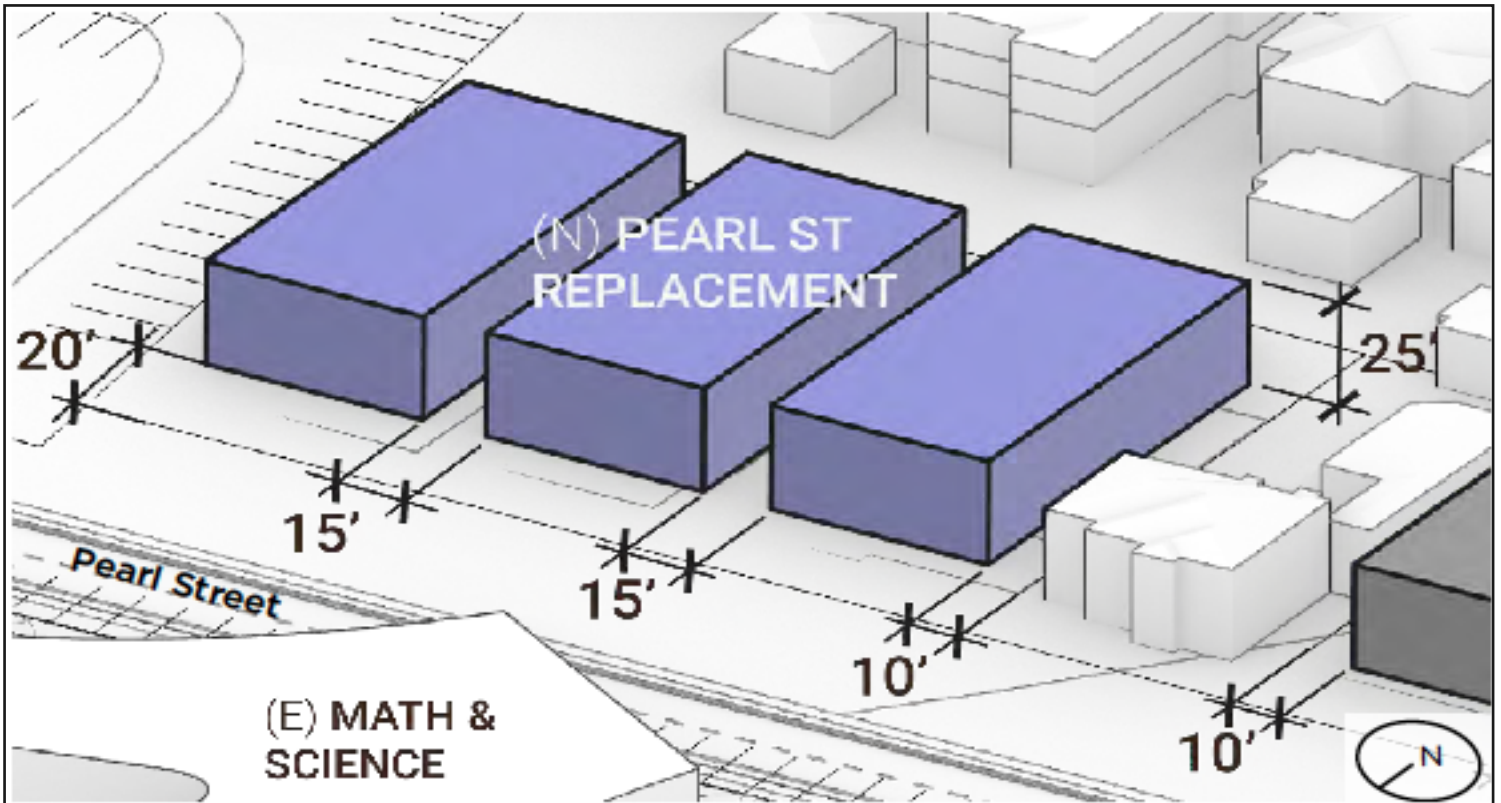 (N) PEARL ST
REPLACEMENT
20'
25'
15'
15'
10'
10'
Pearl Street
(E) MATH &
SCIENCE
N